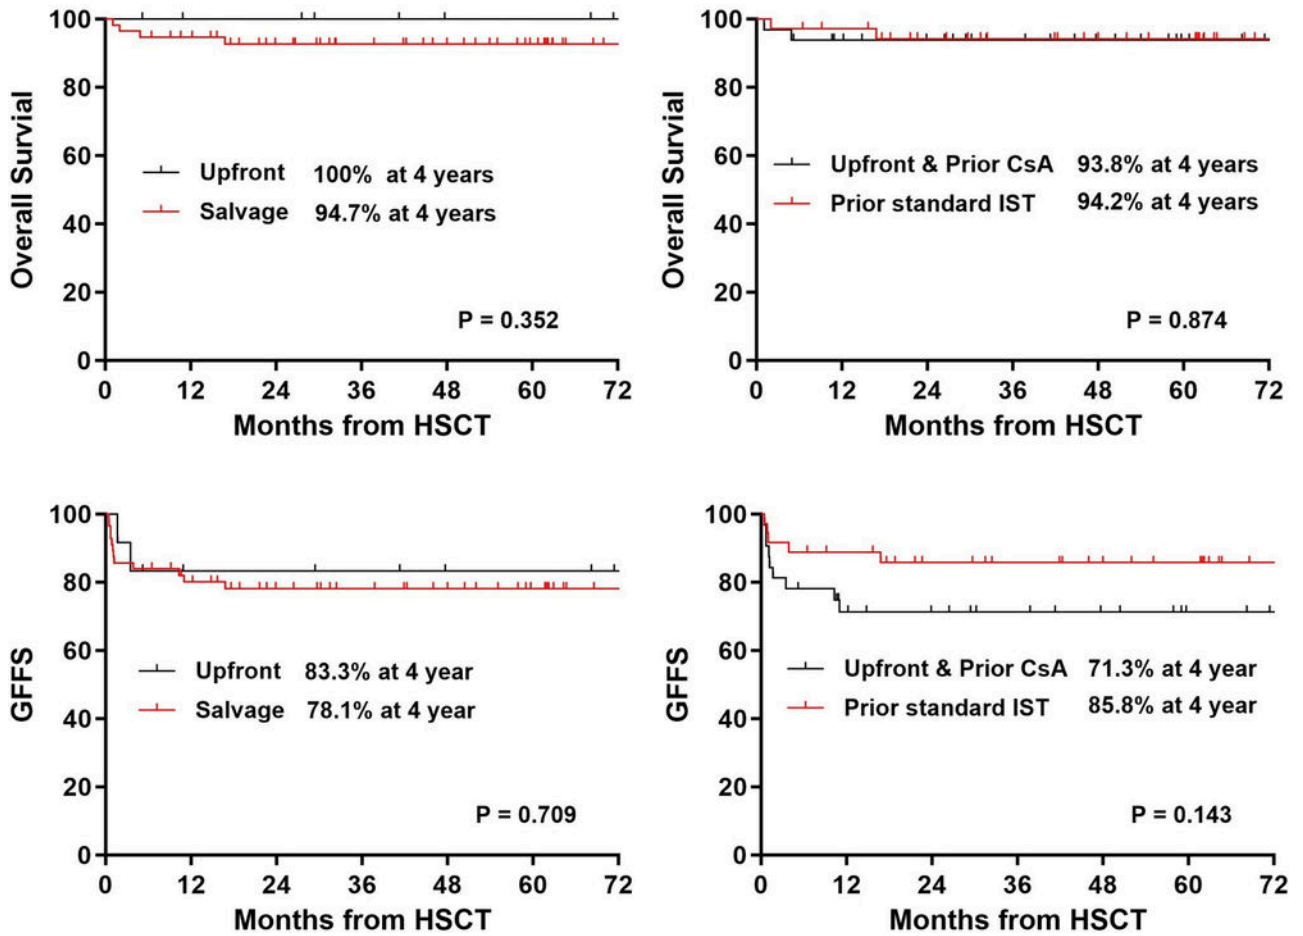 Overall Survial
100
80
60
40
20
0
Upfront 100% at 4 years
Salvage 94.7% at 4 years
P = 0.352
0 12 24 36 48 60 72
Months from HSCT
Overall Survial
100
80
60
40
20
0
Upfront & Prior CsA 93.8% at 4 years
Prior standard IST 94.2% at 4 years
P = 0.874
0 12 24 36 48 60 72
Months from HSCT
GFFS
100
80
60
40
20
0
Upfront 83.3% at 4 year
Salvage 78.1% at 4 year
P = 0.709
0 12 24 36 48 60 72
Months from HSCT
GFFS
100
80
60
40
20
0
Upfront & Prior CsA 71.3% at 4 year
Prior standard IST 85.8% at 4 year
P = 0.143
0 12 24 36 48 60 72
Months from HSCT